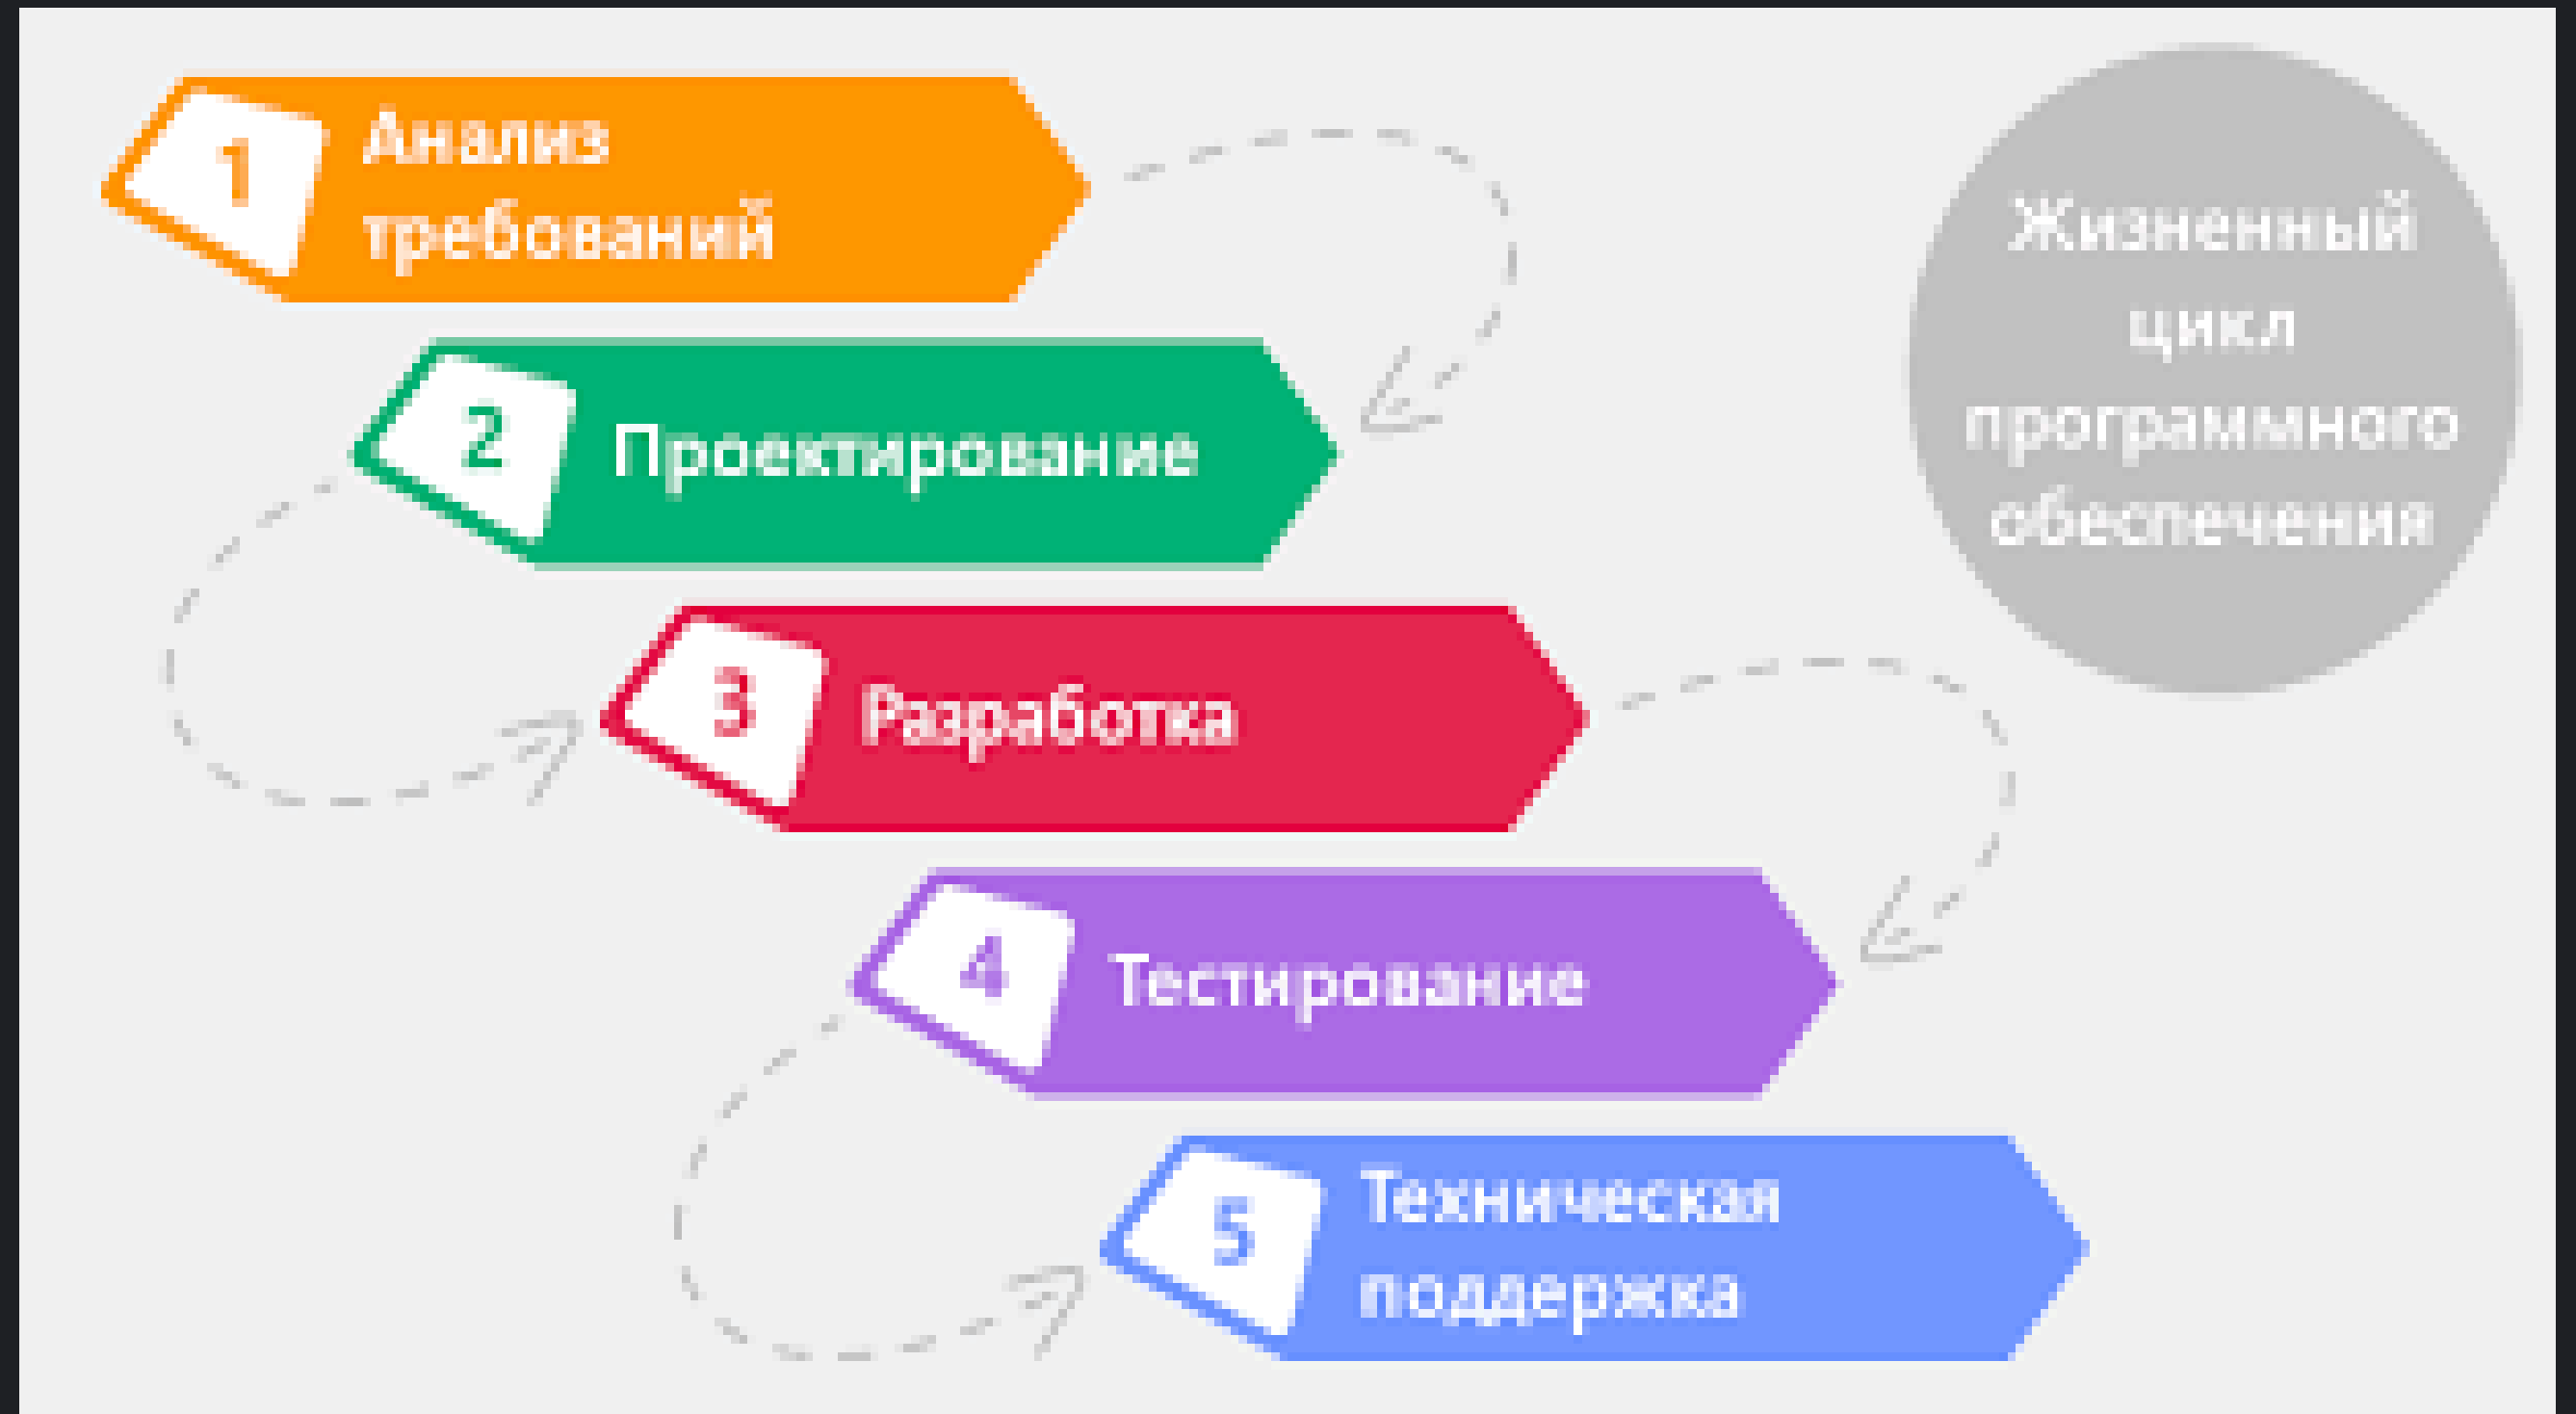 1
Анализ
требований
2
Проектирование
3
Разработка
4
Тестирование
5
Техническая
поддержка
Жизненный
цикл
программного
обеспечения